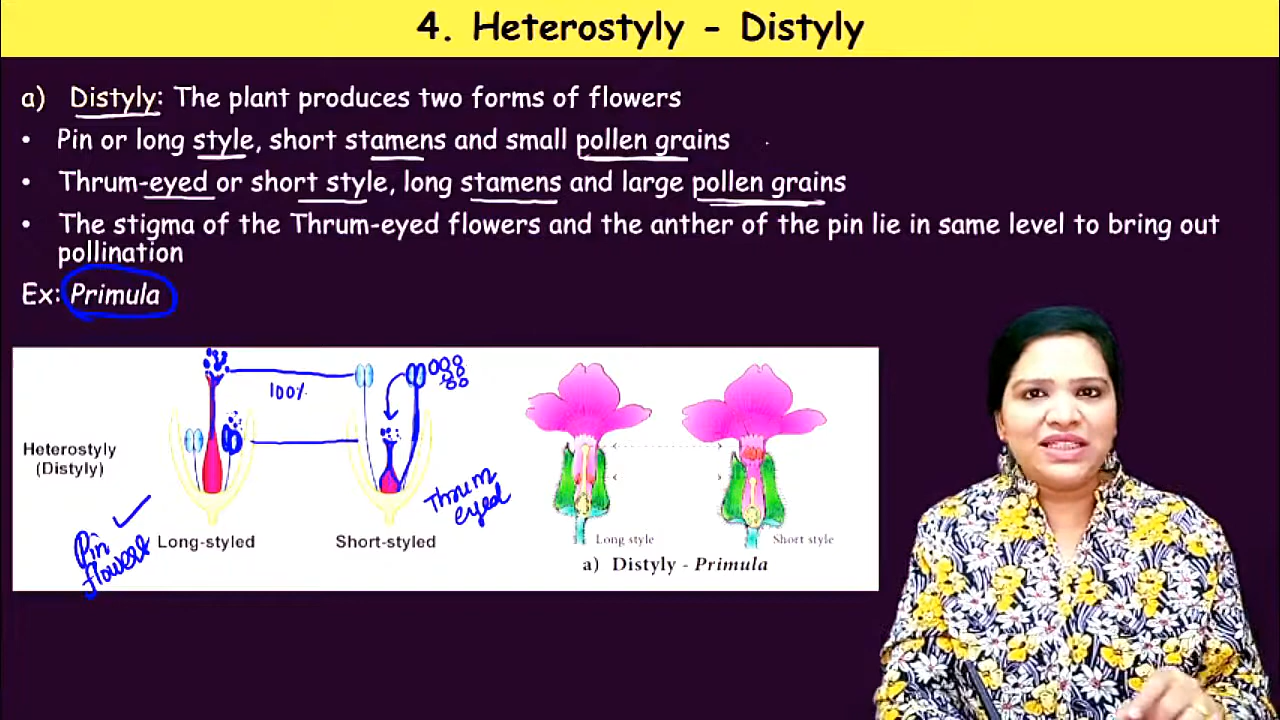 4. Heterostyly - Distyly
a) Distyly: The plant produces two forms of flowers
• Pin or long style, short stamens and small pollen grains
• Thrum-eyed or short style, long stamens and large pollen grains
• The stigma of the Thrum-eyed flowers and the anther of the pin lie in same level to bring out
pollination
Ex: Primula
100%
Heterostyly
(Distyly)
Thrum
eyed
Pin
flowers
Long-styled
Short-styled
Long style
Short style
a) Distyly - Primula